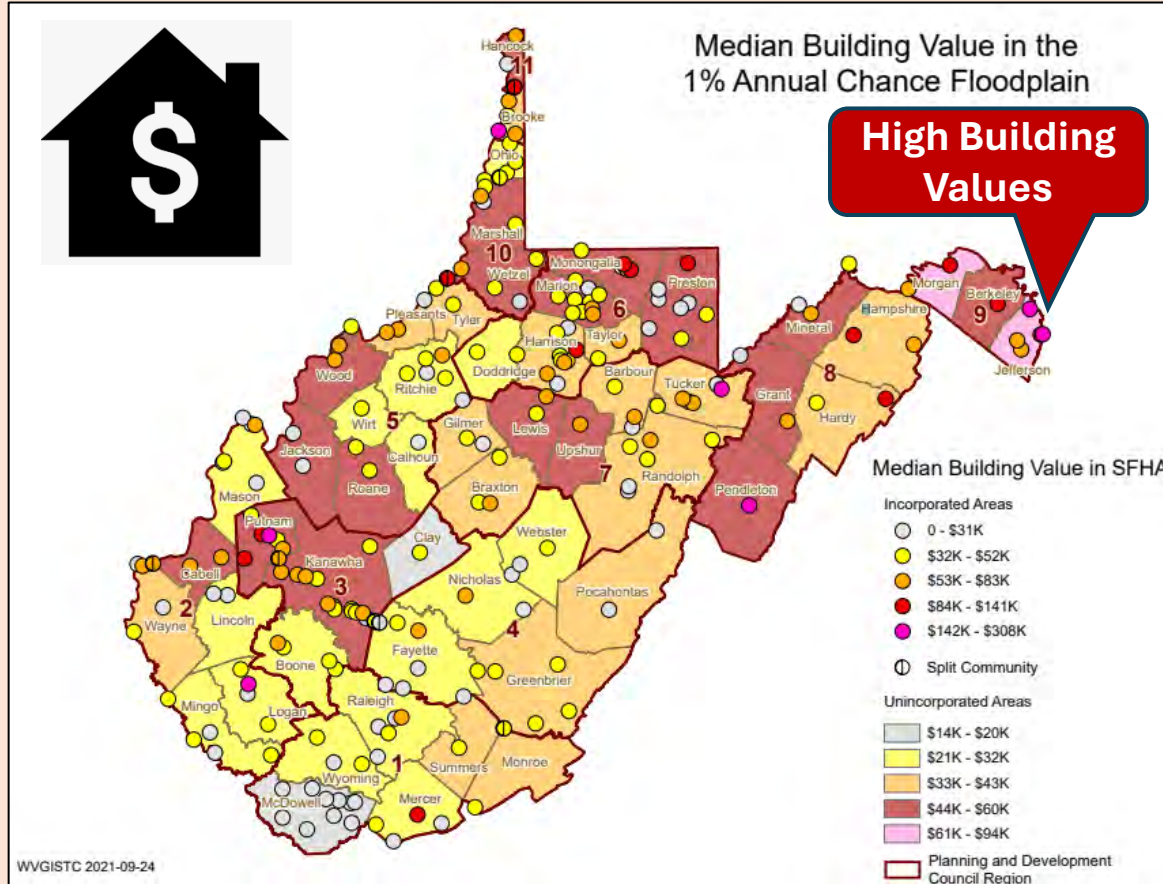 $
Median Building Value in the
1% Annual Chance Floodplain
High Building
Values
Hancock
11
Brooke
Ohio
Marshall
10
Wetzel
Monongalia
Preston
Marion
6
Taylor
Morgan
Berkeley
9
Jefferson
Mineral
Hampshire
8
Pleasants
Tyler
Harrison
Doddridge
Barbour
Tucker
Grant
Hardy
Wood
Ritchie
Wirt
5
Gilmer
Lewis
Upshur
7
Calhoun
Jackson
Roane
Braxton
Randolph
Pendleton
Mason
Putnam
Kanawha
3
Clay
Webster
Nicholas
4
Pocahontas
Cabell
2
Wayne
Lincoln
Boone
Fayette
Greenbrier
Mingo
Logan
Raleigh
1
Wyoming
Summers
Monroe
McDowell
Mercer
Median Building Value in SFHA
Incorporated Areas
0 - $31K
$32K - $52K
$53K - $83K
$84K - $141K
$142K - $308K
Split Community
Unincorporated Areas
$14K - $20K
$21K - $32K
$33K - $43K
$44K - $60K
$61K - $94K
Planning and Development
Council Region
WVGISTC 2021-09-24